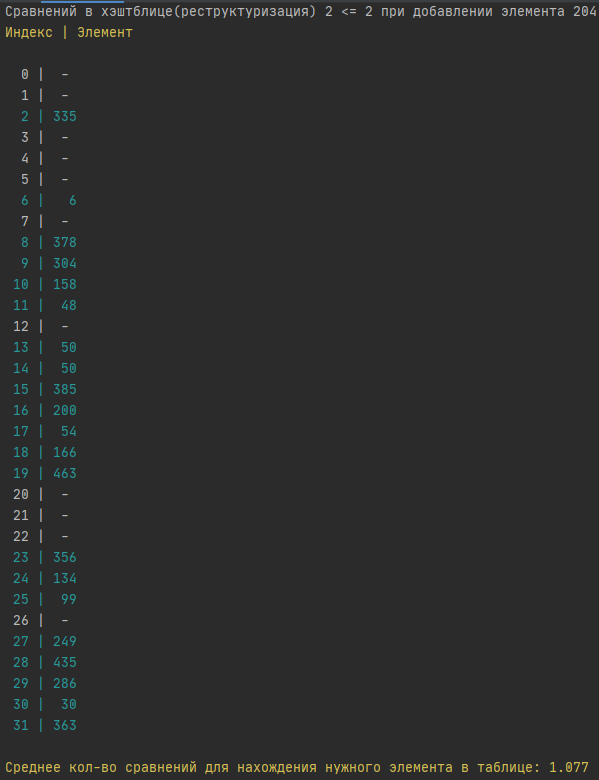 Сравнений в хэштблице(реструктуризация) 2 <= 2 при добавлении элемента 204
Индекс | Элемент
0 | -
1 | -
2 | 335
3 | -
4 | -
5 | -
6 | 6
7 | -
8 | 378
9 | 304
10 | 158
11 | 48
12 | -
13 | 50
14 | 50
15 | 385
16 | 200
17 | 54
18 | 166
19 | 463
20 | -
21 | -
22 | -
23 | 356
24 | 134
25 | 99
26 | -
27 | 249
28 | 435
29 | 286
30 | 30
31 | 363
Среднее кол-во сравнений для нахождения нужного элемента в таблице: 1.077